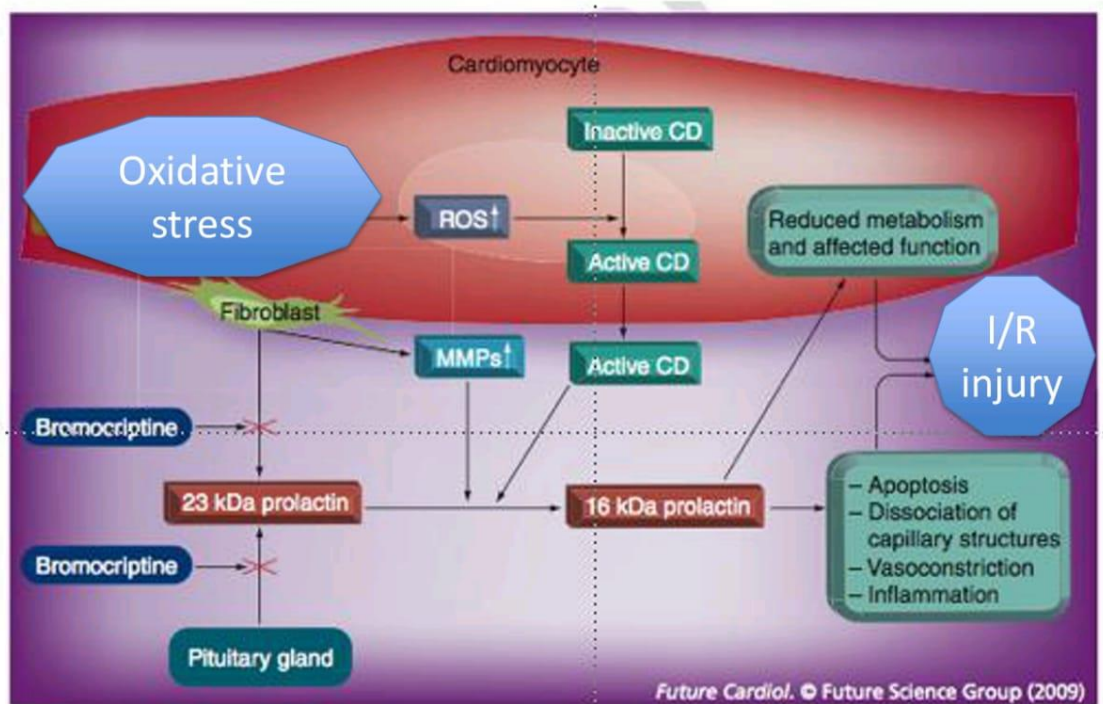 Cardiomyocyte
Inactive CD
Oxidative
stress
ROS↑
Reduced metabolism
and affected function
Active CD
Fibroblast
MMPs↑
Active CD
I/R
injury
Bromocriptine
23 kDa prolactin
16 kDa prolactin
– Apoptosis
– Dissociation of
capillary structures
– Vasoconstriction
– Inflammation
Bromocriptine
Pituitary gland
Future Cardiol. © Future Science Group (2009)